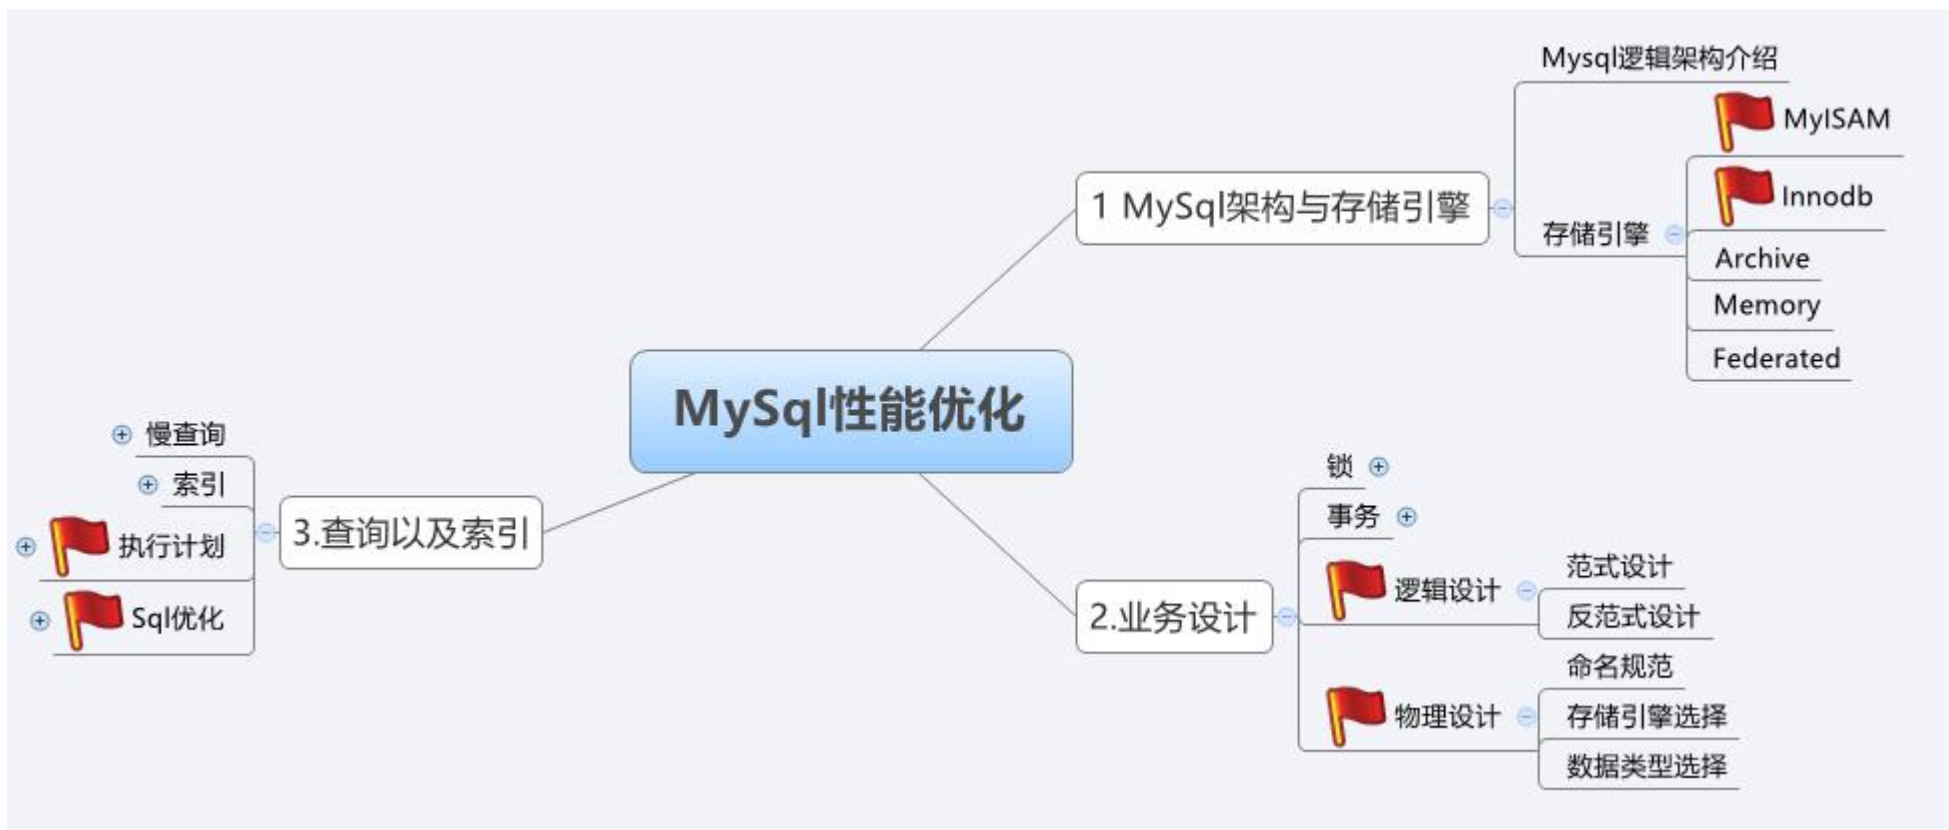 MySql性能优化
1 MySql架构与存储引擎
Mysql逻辑架构介绍
存储引擎
MyISAM
Innodb
Archive
Memory
Federated
2.业务设计
锁
事务
逻辑设计
范式设计
反范式设计
物理设计
命名规范
存储引擎选择
数据类型选择
3.查询以及索引
慢查询
索引
执行计划
Sql优化